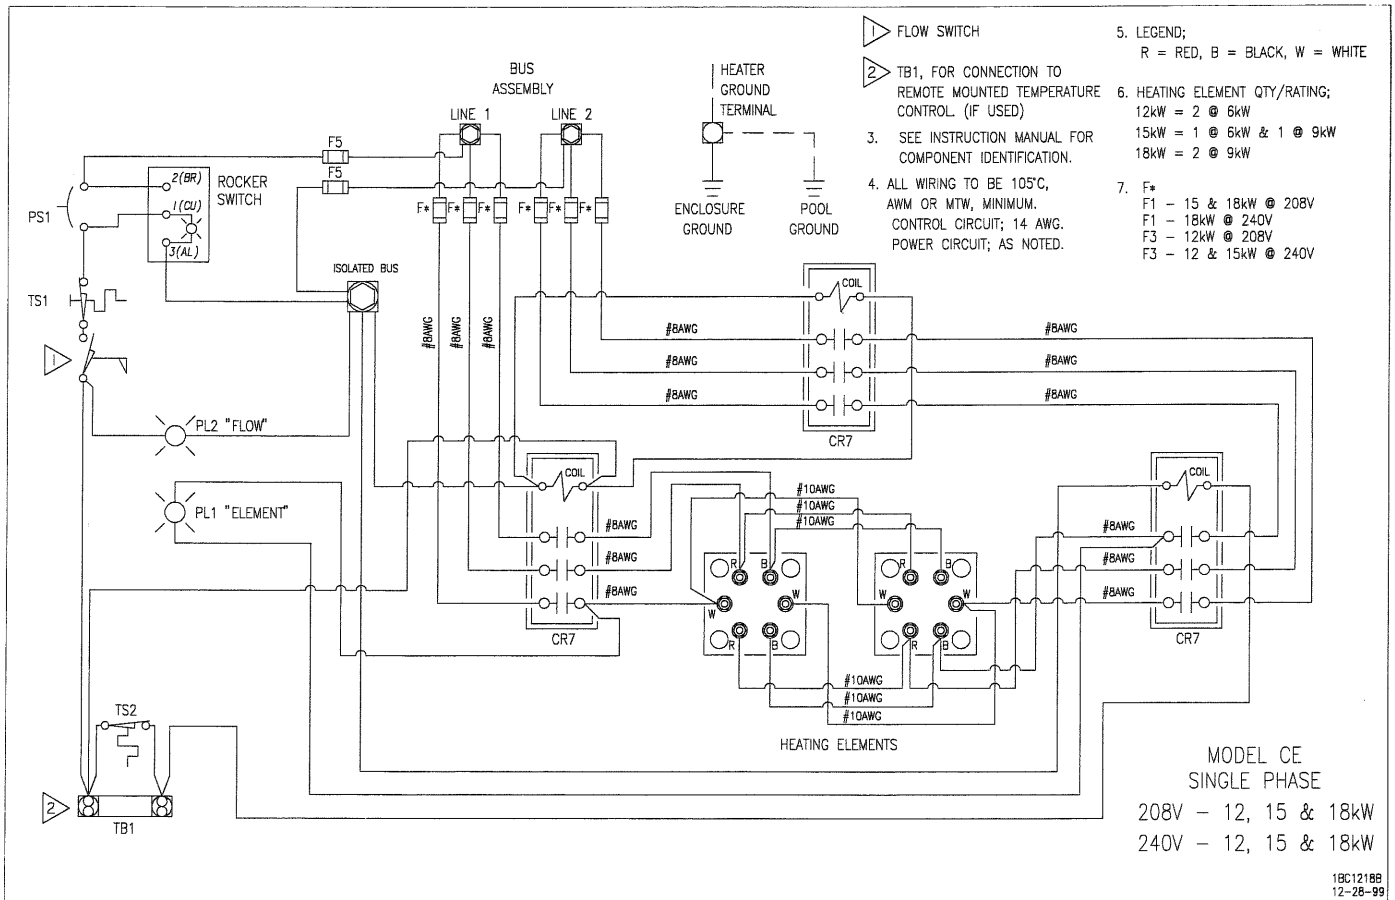 1 FLOW SWITCH
2 TB1, FOR CONNECTION TO
REMOTE MOUNTED TEMPERATURE
CONTROL. (IF USED)
3. SEE INSTRUCTION MANUAL FOR
COMPONENT IDENTIFICATION.
4. ALL WIRING TO BE 105°C,
AWM OR MTW, MINIMUM.
CONTROL CIRCUIT; 14 AWG.
POWER CIRCUIT; AS NOTED.
5. LEGEND;
R = RED, B = BLACK, W = WHITE
6. HEATING ELEMENT QTY/RATING;
12kW = 2 @ 6kW
15kW = 1 @ 6kW & 1 @ 9kW
18kW = 2 @ 9kW
7. F*
F1 - 15 & 18kW @ 208V
F1 - 18kW @ 240V
F3 - 12kW @ 208V
F3 - 12 & 15kW @ 240V
BUS
ASSEMBLY
LINE 1
LINE 2
HEATER
GROUND
TERMINAL
ENCLOSURE
GROUND
POOL
GROUND
F5
F5
F*
F*
F*
F*
F*
F*
2(BR)
1(CU)
3(AL)
ROCKER
SWITCH
PS1
TS1
1
ISOLATED BUS
#8AWG
#8AWG
#8AWG
COIL
#8AWG
#8AWG
#8AWG
#8AWG
#8AWG
#8AWG
CR7
PL2 "FLOW"
PL1 "ELEMENT"
COIL
#8AWG
#8AWG
#8AWG
CR7
#10AWG
#10AWG
#10AWG
R
B
W
W
R
B
R
B
W
W
R
B
#10AWG
#10AWG
#10AWG
HEATING ELEMENTS
COIL
#8AWG
#8AWG
#8AWG
CR7
TS2
2
TB1
MODEL CE
SINGLE PHASE
208V - 12, 15 & 18kW
240V - 12, 15 & 18kW
1BC1218B
12-28-99